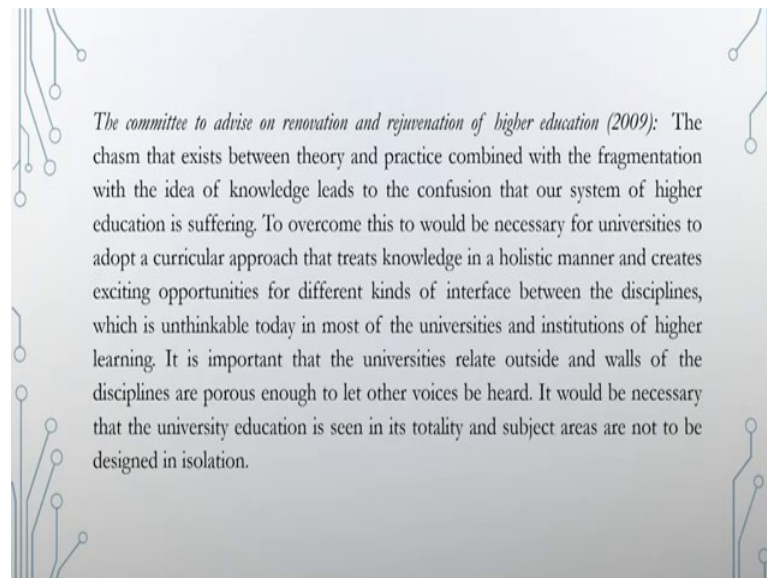 The committee to advise on renovation and rejuvenation of higher education (2009): The
chasm that exists between theory and practice combined with the fragmentation
with the idea of knowledge leads to the confusion that our system of higher
education is suffering. To overcome this to would be necessary for universities to
adopt a curricular approach that treats knowledge in a holistic manner and creates
exciting opportunities for different kinds of interface between the disciplines,
which is unthinkable today in most of the universities and institutions of higher
learning. It is important that the universities relate outside and walls of the
disciplines are porous enough to let other voices be heard. It would be necessary
that the university education is seen in its totality and subject areas are not to be
designed in isolation.